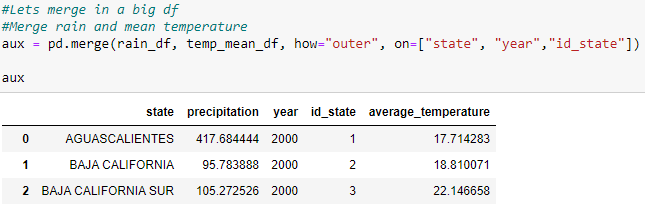 #Lets merge in a big df
#Merge rain and mean temperature
aux = pd.merge(rain_df, temp_mean_df, how="outer", on=["state", "year","id_state"])
aux
state precipitation year id_state average_temperature
0 AGUASCALIENTES 417.684444 2000 1 17.714283
1 BAJA CALIFORNIA 95.783888 2000 2 18.810071
2 BAJA CALIFORNIA SUR 105.272526 2000 3 22.146658